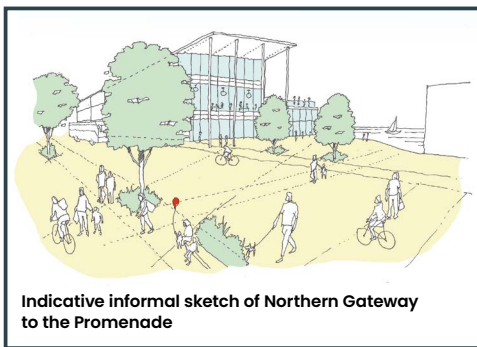 Indicative informal sketch of Northern Gateway
to the Promenade